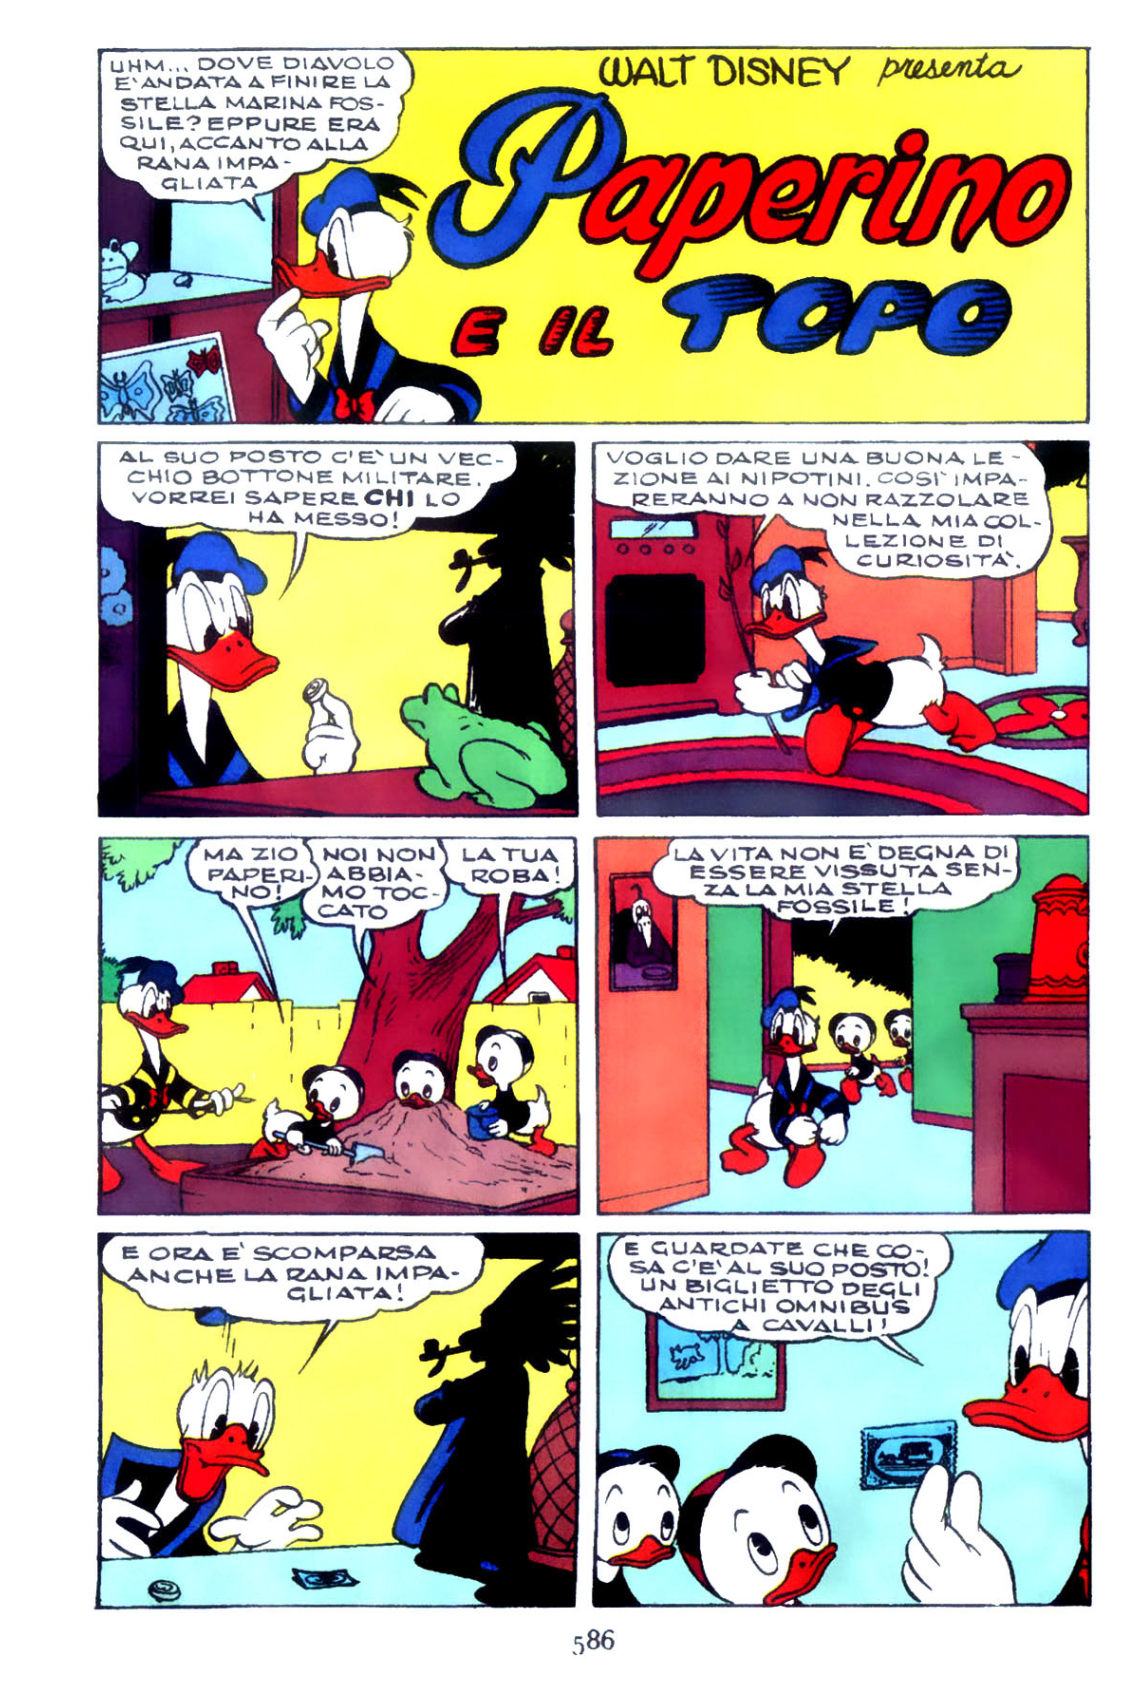 UHM... DOVE DIAVOLO
E' ANDATA A FINIRE LA
STELLA MARINA FOS-
SILE? EPPURE ERA
QUI, ACCANTO ALLA
RANA IMPA-
GLIATA
WALT DISNEY presenta
Paperino
E IL TOPO
AL SUO POSTO C'E' UN VEC-
CHIO BOTTONE MILITARE.
VORREI SAPERE CHI LO
HA MESSO!
VOGLIO DARE UNA BUONA LE-
ZIONE AI NIPOTINI. COSI' IMPA-
RERANNO A NON RAZZOLARE
NELLA MIA COL-
LEZIONE DI
CURIOSITA'.
MA ZIO
PAPERI-
NO!
NOI NON
ABBIA-
MO TOC-
CATO
LA TUA
ROBA!
LA VITA NON E' DEGNA DI
ESSERE VISSUTA SEN-
ZA LA MIA STELLA
FOSSILE!
E ORA E' SCOMPARSA
ANCHE LA RANA IMPA-
GLIATA!
E GUARDATE CHE CO-
SA C'E' AL SUO POSTO!
UN BIGLIETTO DEGLI
ANTICHI OMNIBUS
A CAVALLI!
586